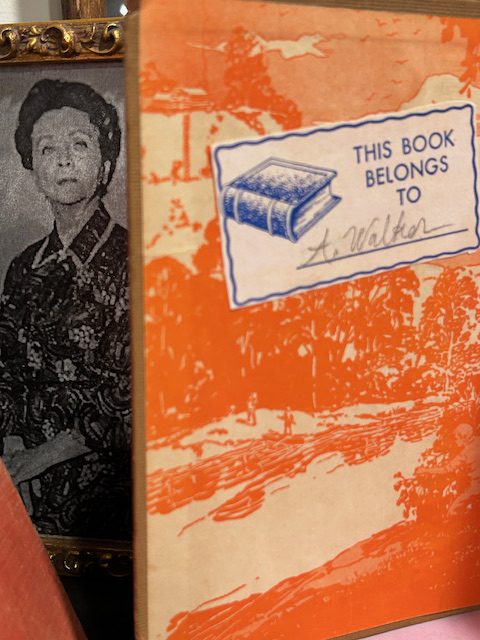 THIS BOOK
BELONGS
TO
A. Walker